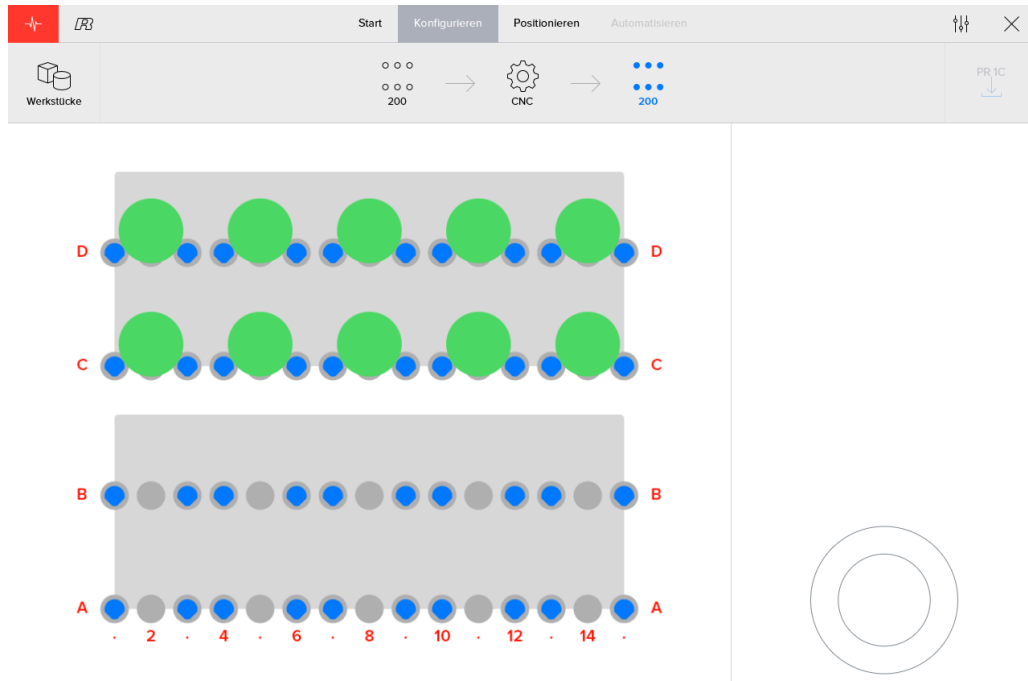 Start Konfigurieren Positionieren Automatisieren
Werkstücke
200
CNC
200
PR 1C
D D
C C
B B
A A
· 2 · 4 · 6 · 8 · 10 · 12 · 14 ·